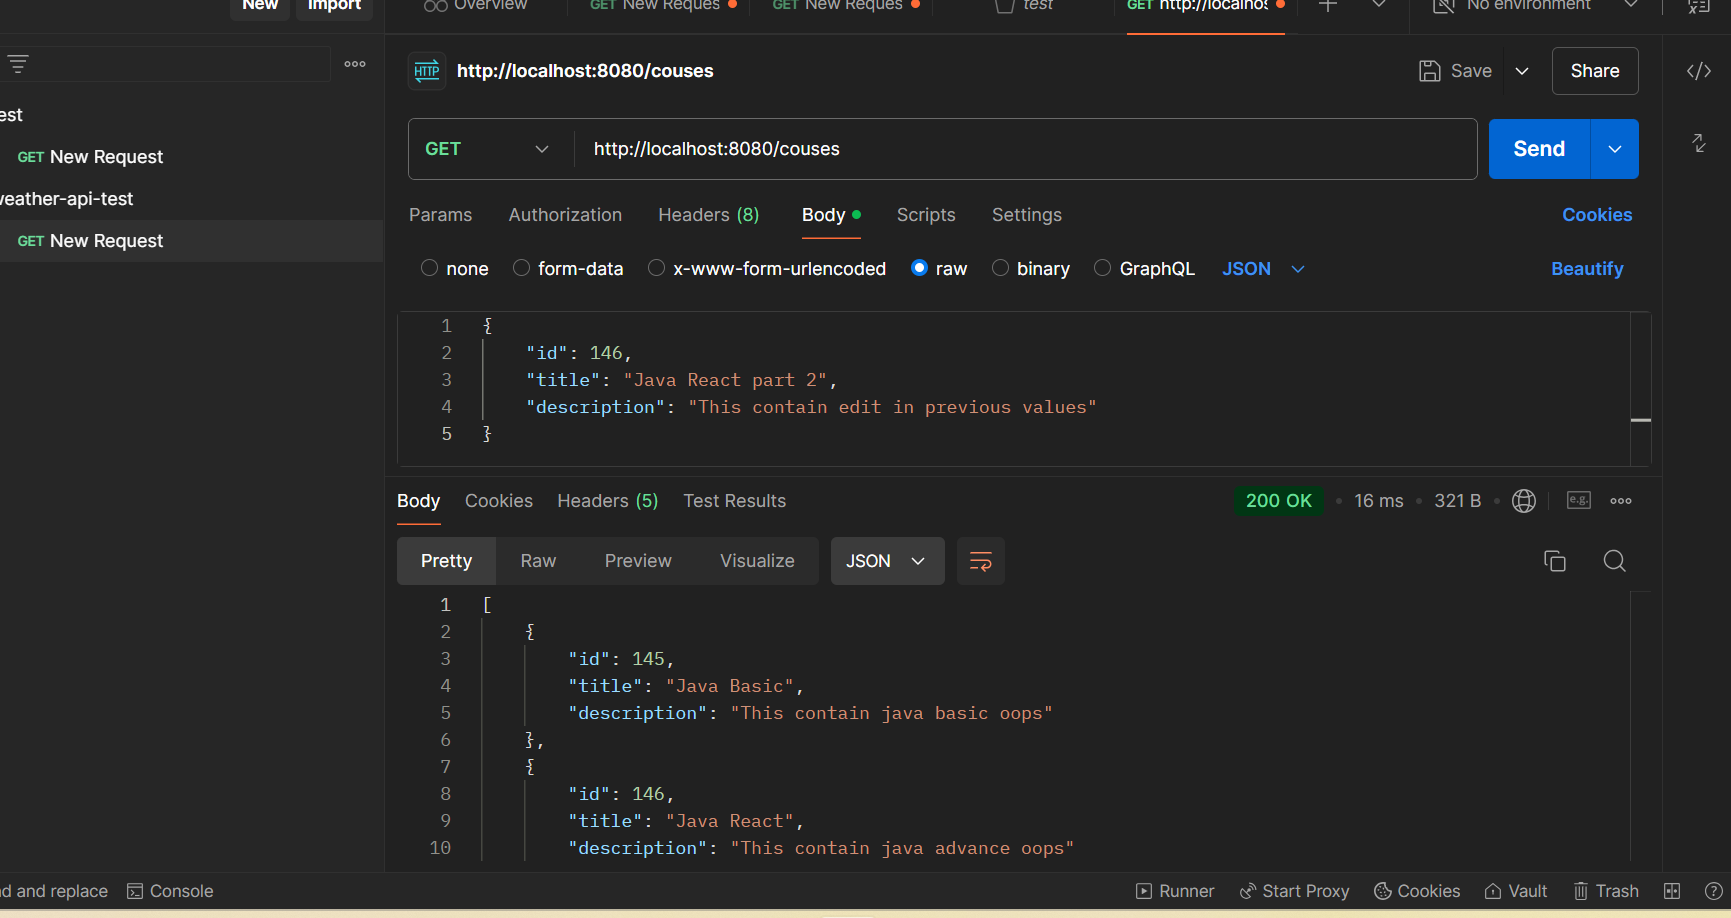 New Import
Overview GET New Reques GET New Reques test GET http://localhos No environment
HTTP http://localhost:8080/couses Save Share
est
GET New Request
GET http://localhost:8080/couses Send
eather-api-test
GET New Request
Params Authorization Headers (8) Body Scripts Settings Cookies
none form-data x-www-form-urlencoded raw binary GraphQL JSON Beautify
1 {
2 "id": 146,
3 "title": "Java React part 2",
4 "description": "This contain edit in previous values"
5 }
Body Cookies Headers (5) Test Results 200 OK • 16 ms • 321 B • e.g.
Pretty Raw Preview Visualize JSON
1 [
2 {
3 "id": 145,
4 "title": "Java Basic",
5 "description": "This contain java basic oops"
6 },
7 {
8 "id": 146,
9 "title": "Java React",
10 "description": "This contain java advance oops"
d and replace Console Runner Start Proxy Cookies Vault Trash